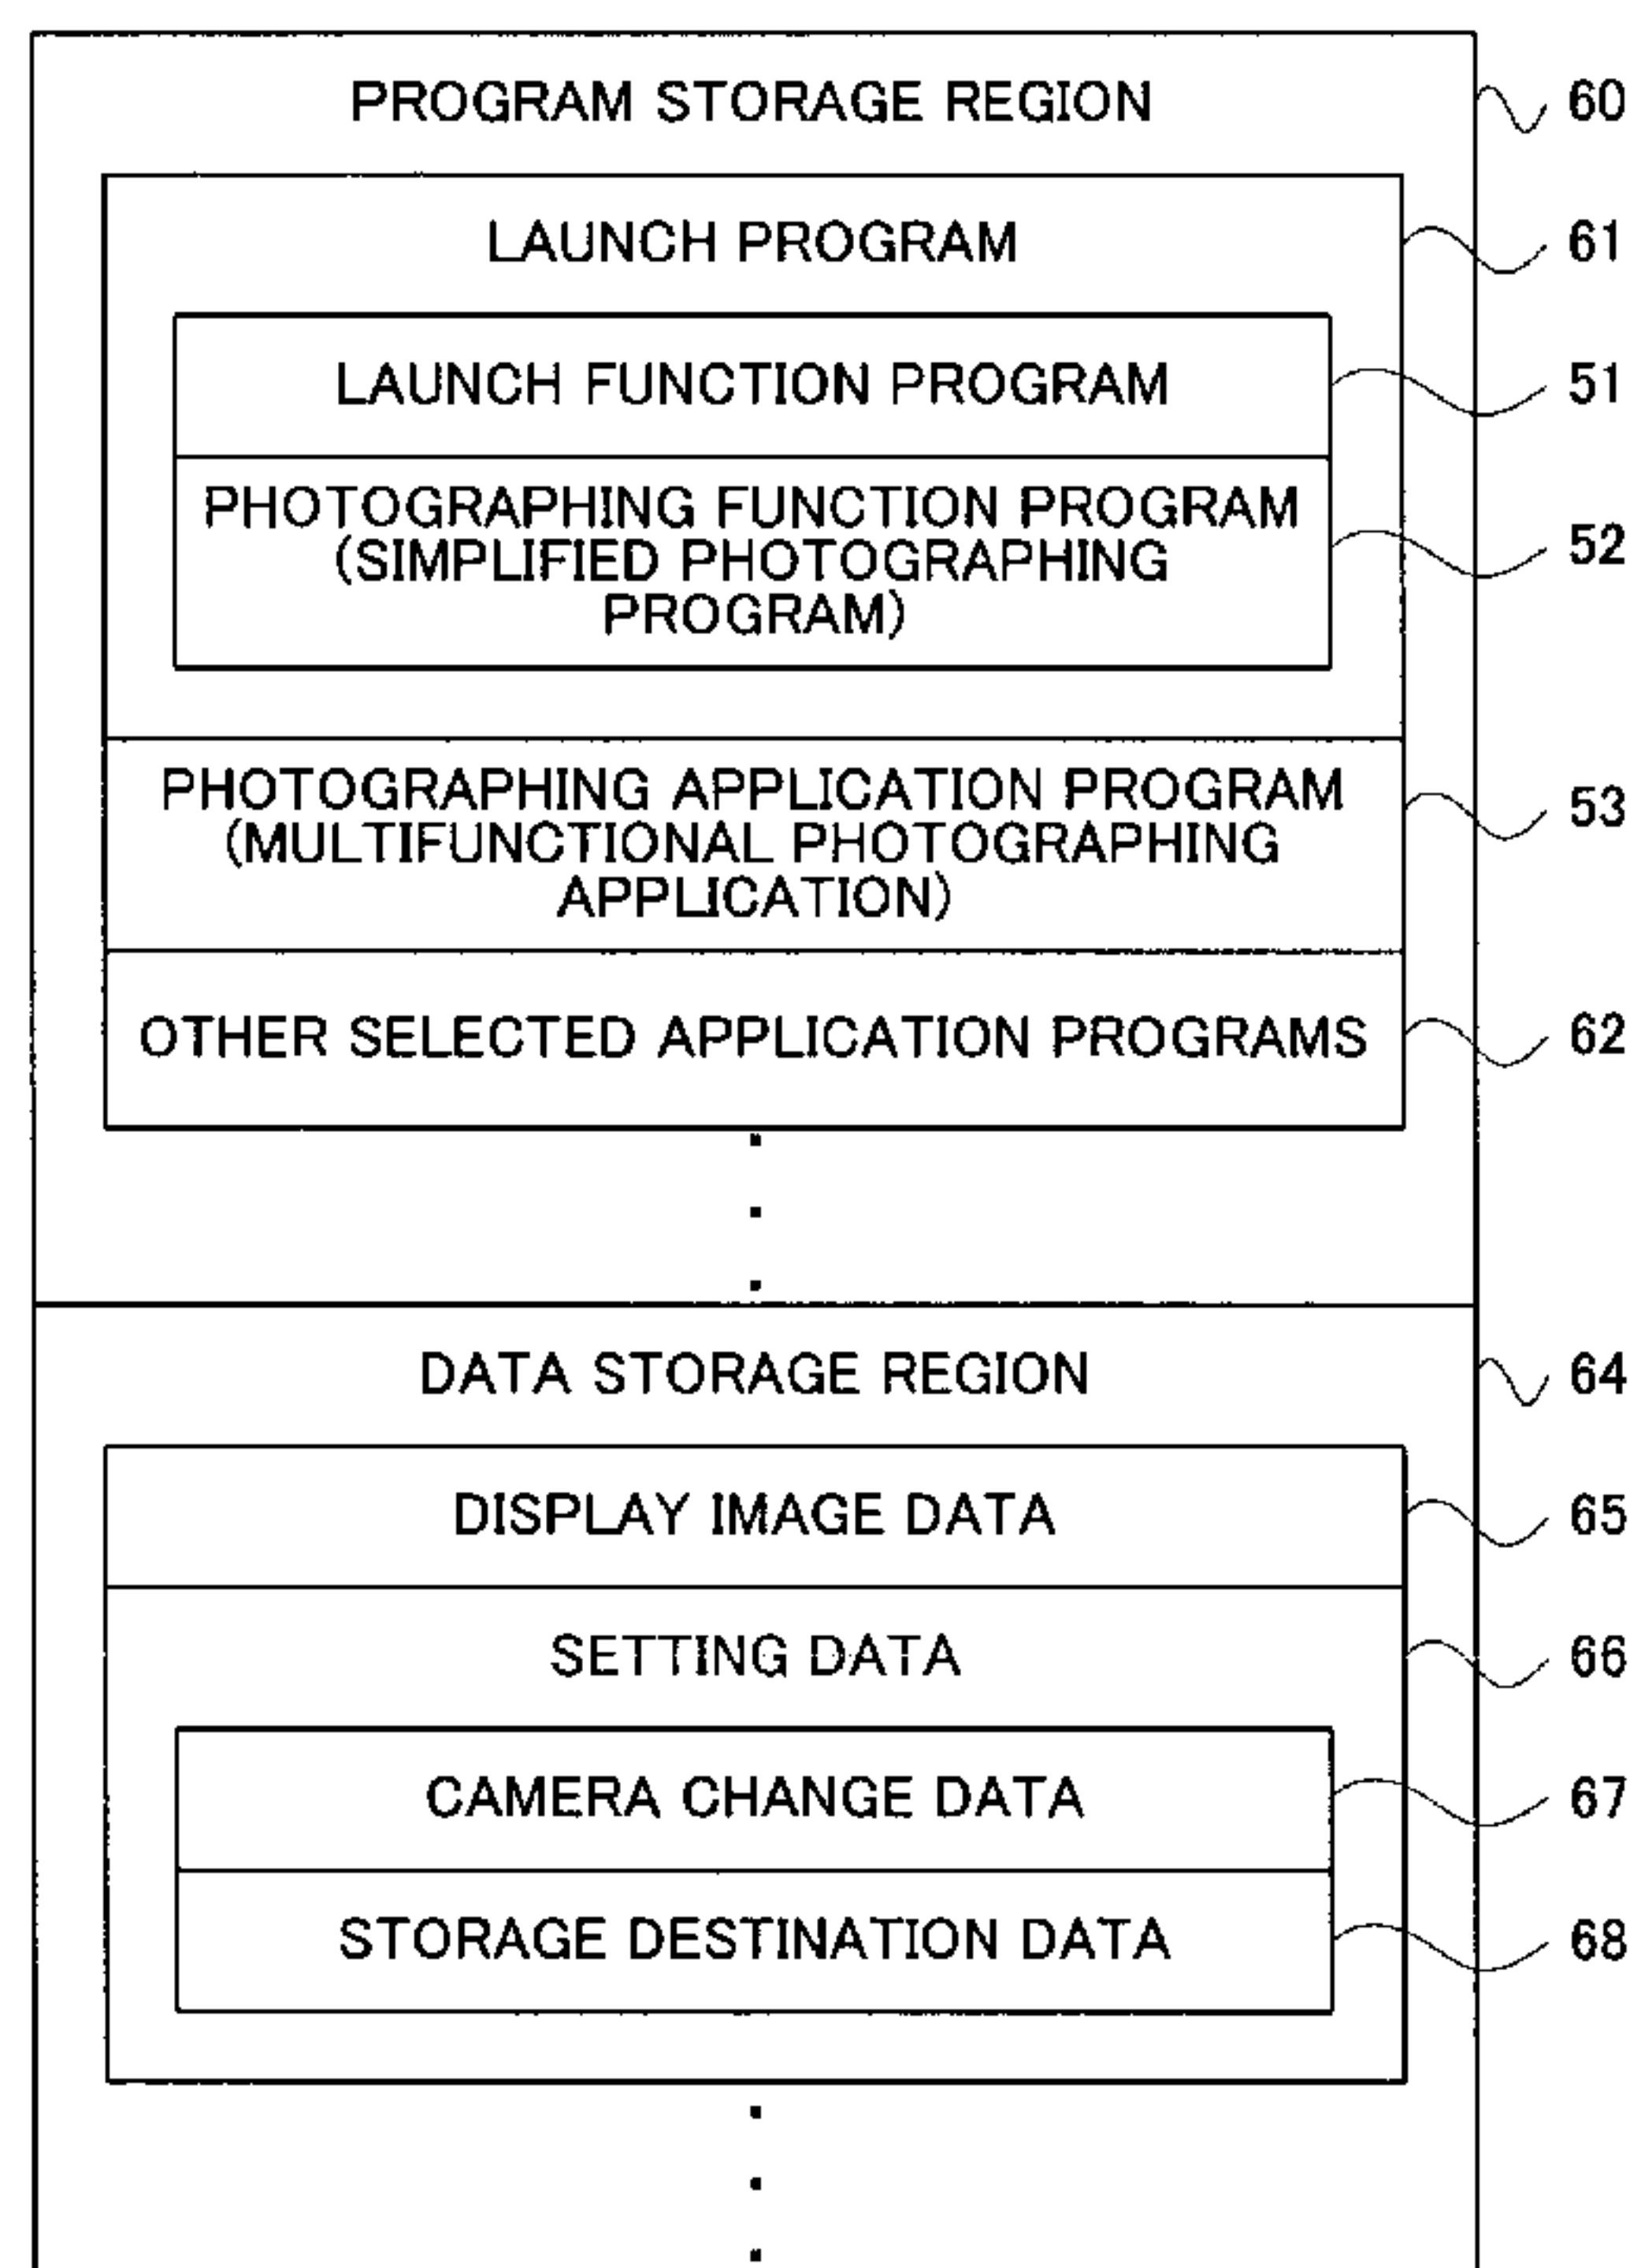 PROGRAM STORAGE REGION 60
LAUNCH PROGRAM 61
LAUNCH FUNCTION PROGRAM 51
PHOTOGRAPHING FUNCTION PROGRAM
(SIMPLIFIED PHOTOGRAPHING 52
PROGRAM)
PHOTOGRAPHING APPLICATION PROGRAM 53
(MULTIFUNCTIONAL PHOTOGRAPHING
APPLICATION)
OTHER SELECTED APPLICATION PROGRAMS 62
DATA STORAGE REGION 64
DISPLAY IMAGE DATA 65
SETTING DATA 66
CAMERA CHANGE DATA 67
STORAGE DESTINATION DATA 68